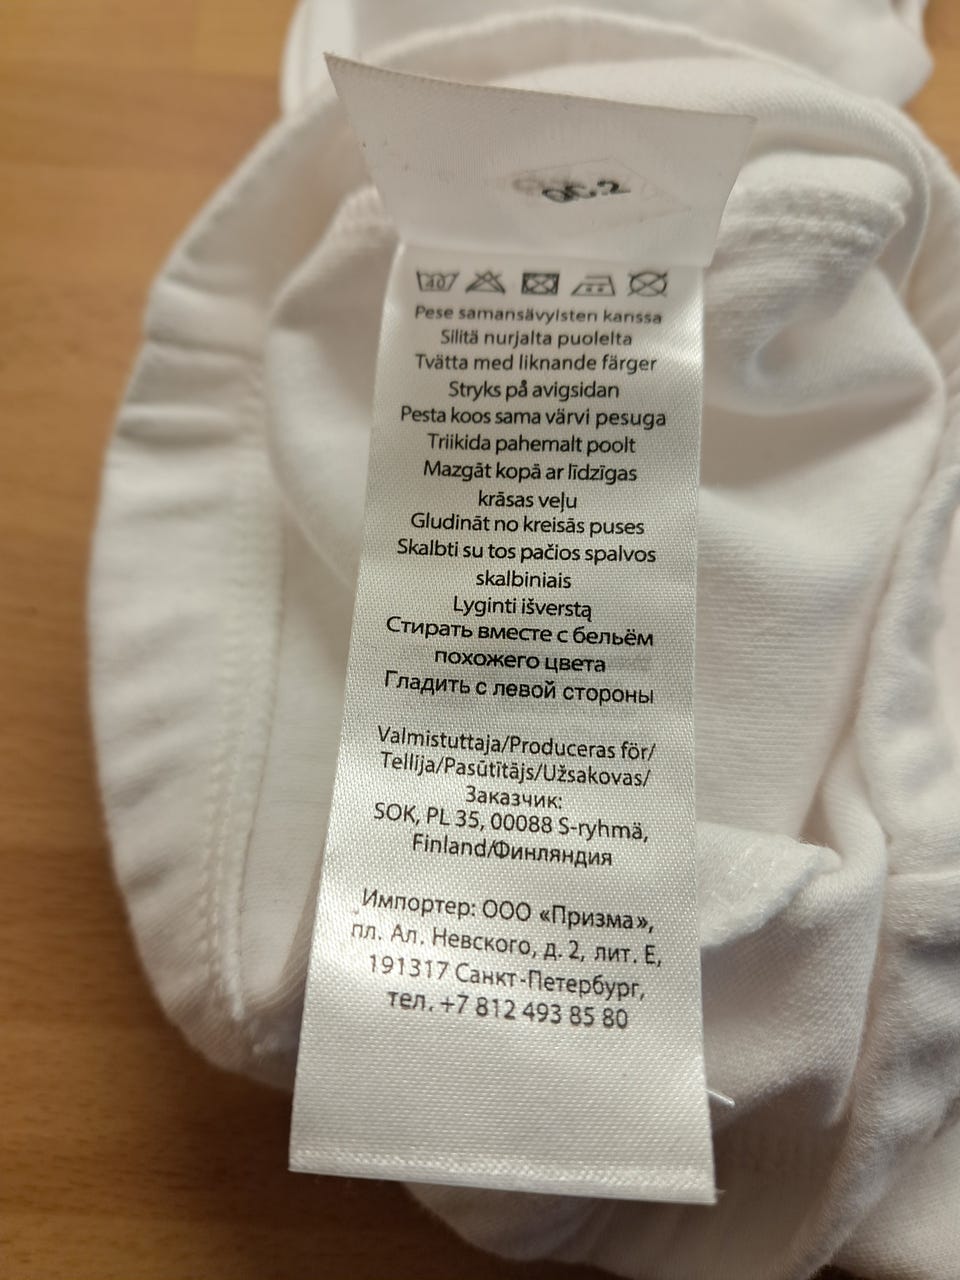 QC.2
40
Pese samansävyisten kanssa
Silitä nurjalta puolelta
Tvätta med liknande färger
Stryks på avigsidan
Pesta koos sama värvi pesuga
Triikida pahemalt poolt
Mazgāt kopā ar līdzīgas
krāsas veļu
Gludināt no kreisās puses
Skalbti su tos pačios spalvos
skalbiniais
Lyginti išverstą
Стирать вместе с бельём
похожего цвета
Гладить с левой стороны
Valmistuttaja/Produceras för/
Tellija/Pasūtītājs/Užsakovas/
Заказчик:
SOK, PL 35, 00088 S-ryhmä,
Finland/Финляндия
Импортер: ООО «Призма»,
пл. Ал. Невского, д. 2, лит. Е,
191317 Санкт-Петербург,
тел. +7 812 493 85 80